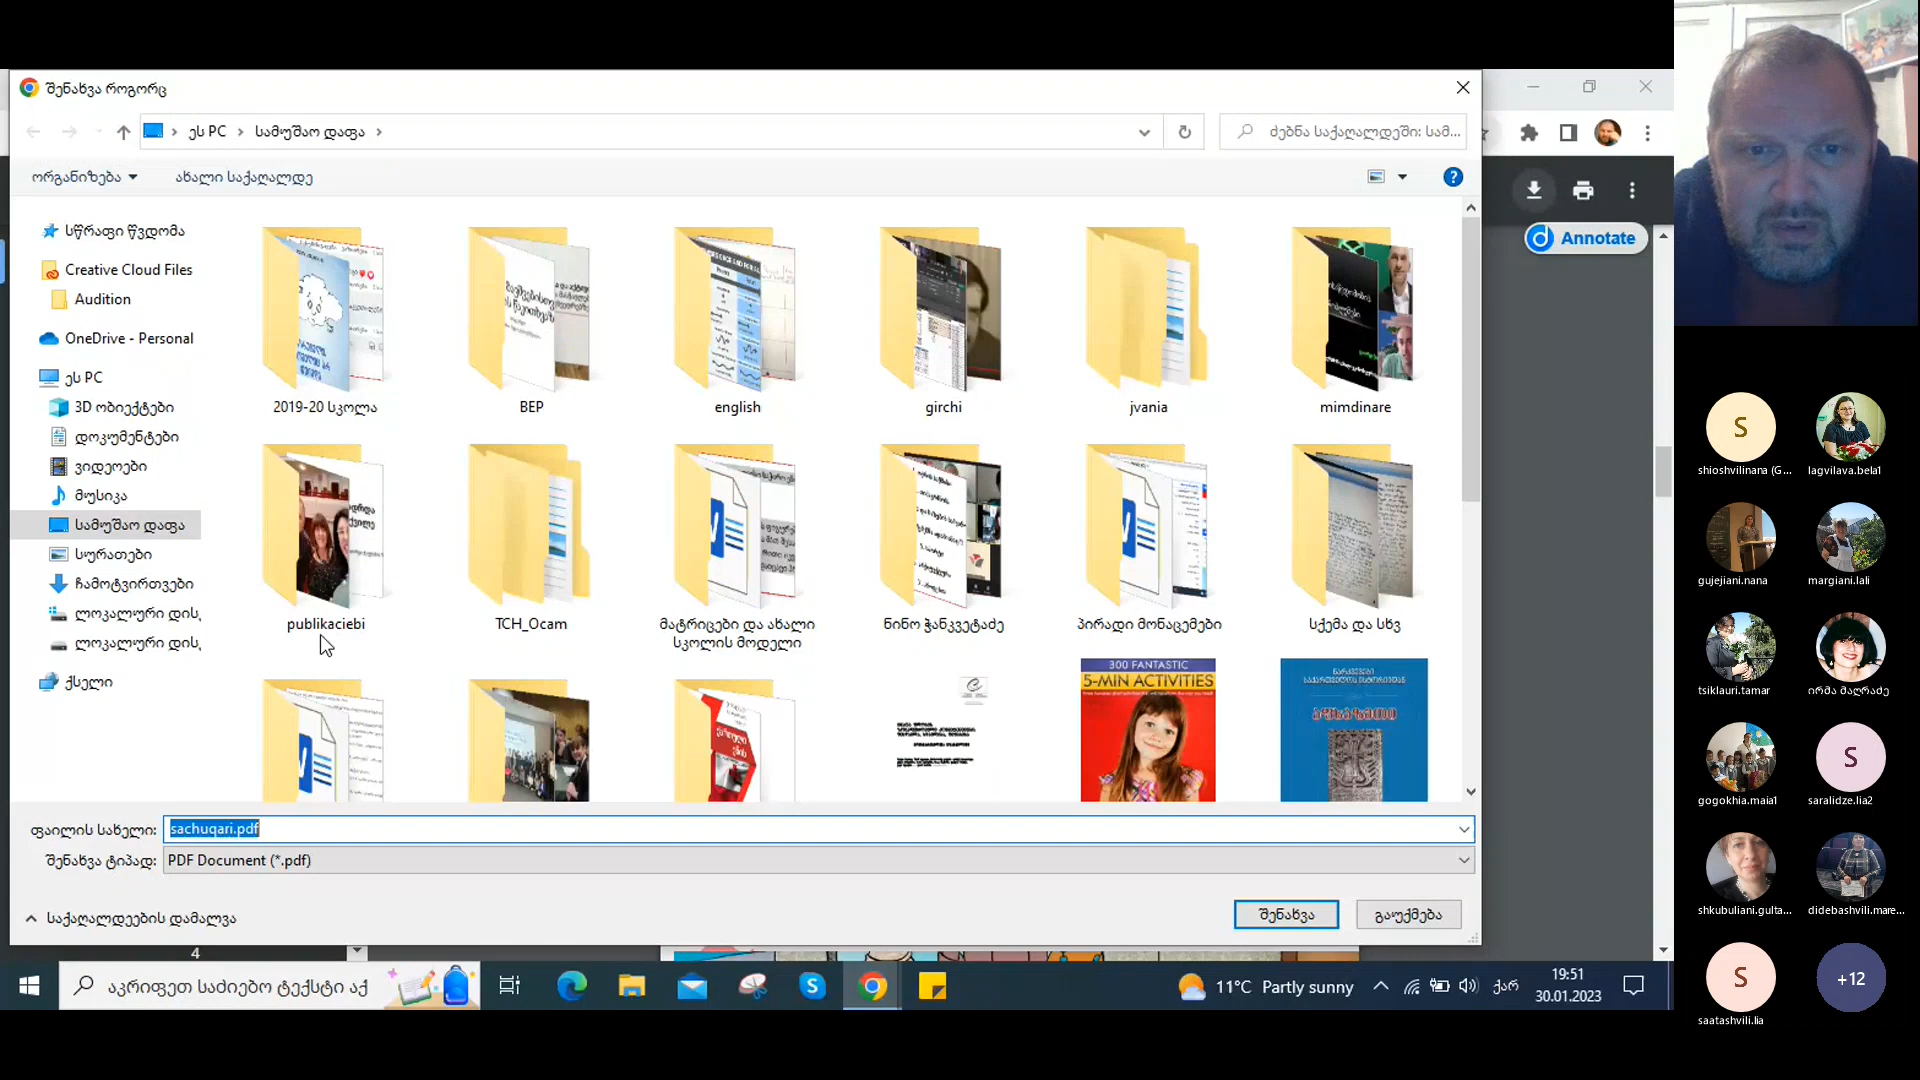 შენახვა როგორც
ეს PC
სამუშაო დაფა
ძებნა საქაღალდეში: სამ...
ორგანიზება
ახალი საქაღალდე
Annotate
სწრაფი წვდომა
Creative Cloud Files
Audition
OneDrive - Personal
ეს PC
3D ობიექტები
დოკუმენტები
ვიდეოები
მუსიკა
სამუშაო დაფა
სურათები
ჩამოტვირთვები
ლოკალური დის
ლოკალური დის
ქსელი
2019-20 სკოლა
BEP
english
girchi
jvania
mimdinare
publikaciebi
TCH_Ocam
მატრიცები და ახალი
სკოლის მოდელი
ნინო ჭანკვეტაძე
პირადი მონაცემები
სქემა და სხვ
300 FANTASTIC
5-MIN ACTIVITIES
ფაილის სახელი:
sachuqari.pdf
შენახვა ტიპად:
PDF Document (*.pdf)
საქაღალდეების დამალვა
შენახვა
გაუქმება
4
აკრიფეთ საძიებო ტექსტი აქ
11°C Partly sunny
ქარ
19:51
30.01.2023
S
shioshvilinana (G...
lagvilava.bela1
gujejiani.nana
margiani.lali
tsiklauri.tamar
ირმა მაღრაძე
gogokhia.maia1
S
saralidze.lia2
shkubuliani.gulta...
didebashvili.mare...
S
saatashvili.lia
+12